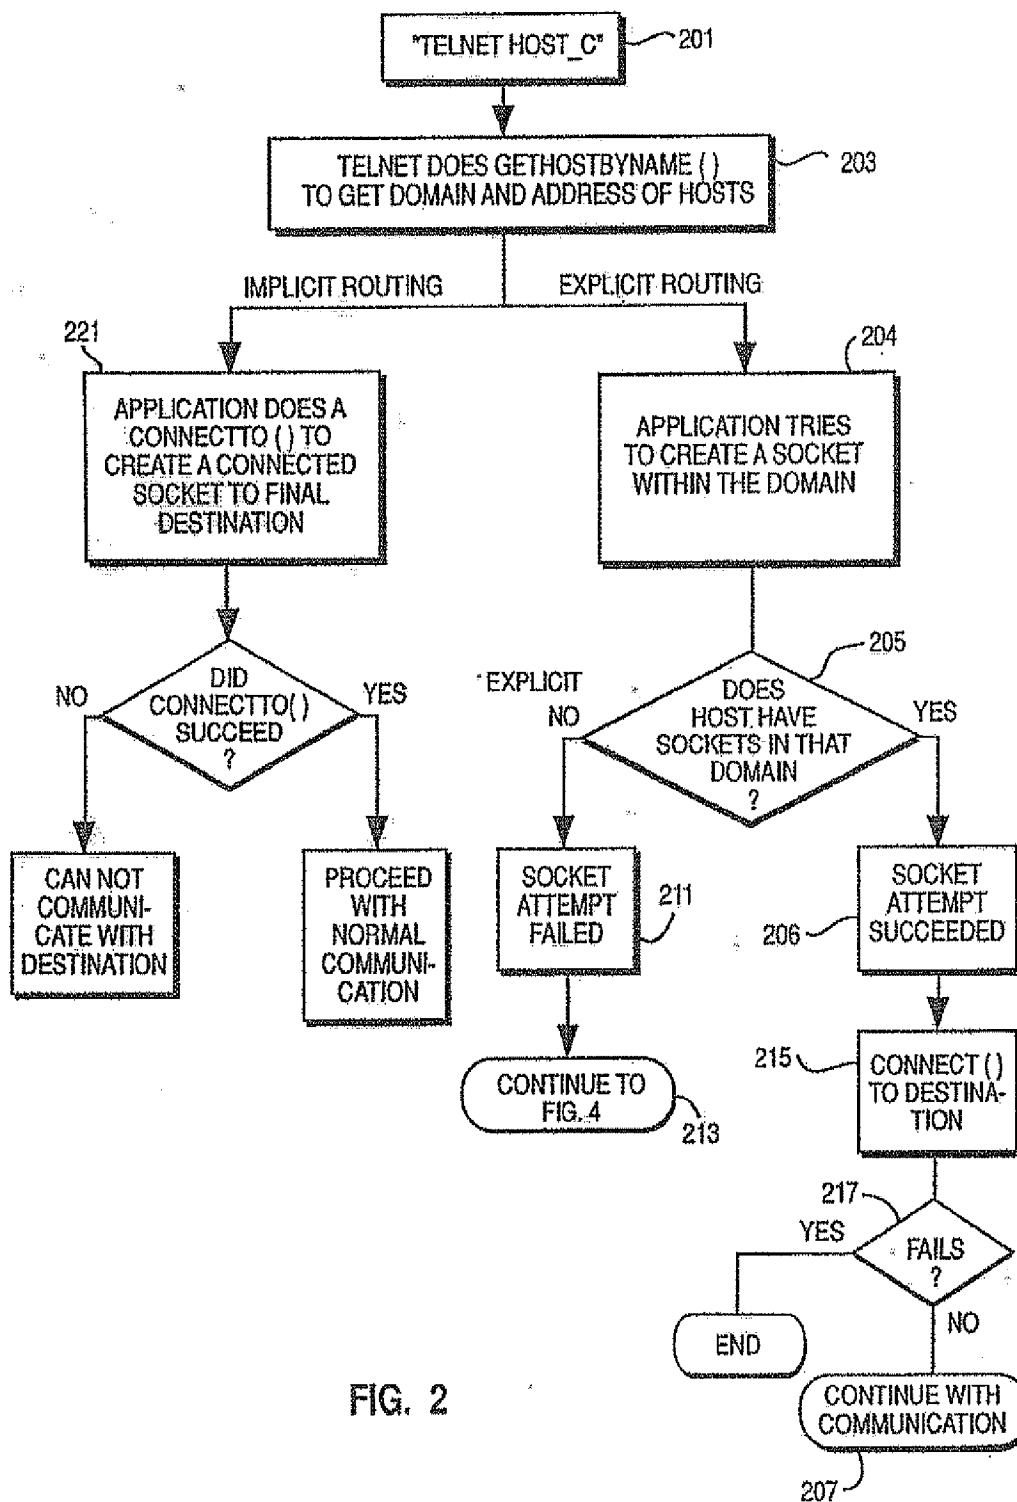 "TELNET HOST_C"
201
TELNET DOES GETHOSTBYNAME ( )
TO GET DOMAIN AND ADDRESS OF HOSTS
203
IMPLICIT ROUTING
EXPLICIT ROUTING
221
204
APPLICATION DOES A
CONNECTTO ( ) TO
CREATE A CONNECTED
SOCKET TO FINAL
DESTINATION
APPLICATION TRIES
TO CREATE A SOCKET
WITHIN THE DOMAIN
205
NO
DID
CONNECTTO( )
SUCCEED
?
YES
EXPLICIT
NO
DOES
HOST HAVE
SOCKETS IN THAT
DOMAIN
?
YES
CAN NOT
COMMUNI-
CATE WITH
DESTINATION
PROCEED
WITH
NORMAL
COMMUNI-
CATION
SOCKET
ATTEMPT
FAILED
211
SOCKET
ATTEMPT
SUCCEEDED
206
CONTINUE TO
FIG. 4
213
215
CONNECT ( )
TO DESTINA-
TION
217
YES
FAILS
?
NO
END
CONTINUE WITH
COMMUNICATION
207
FIG. 2